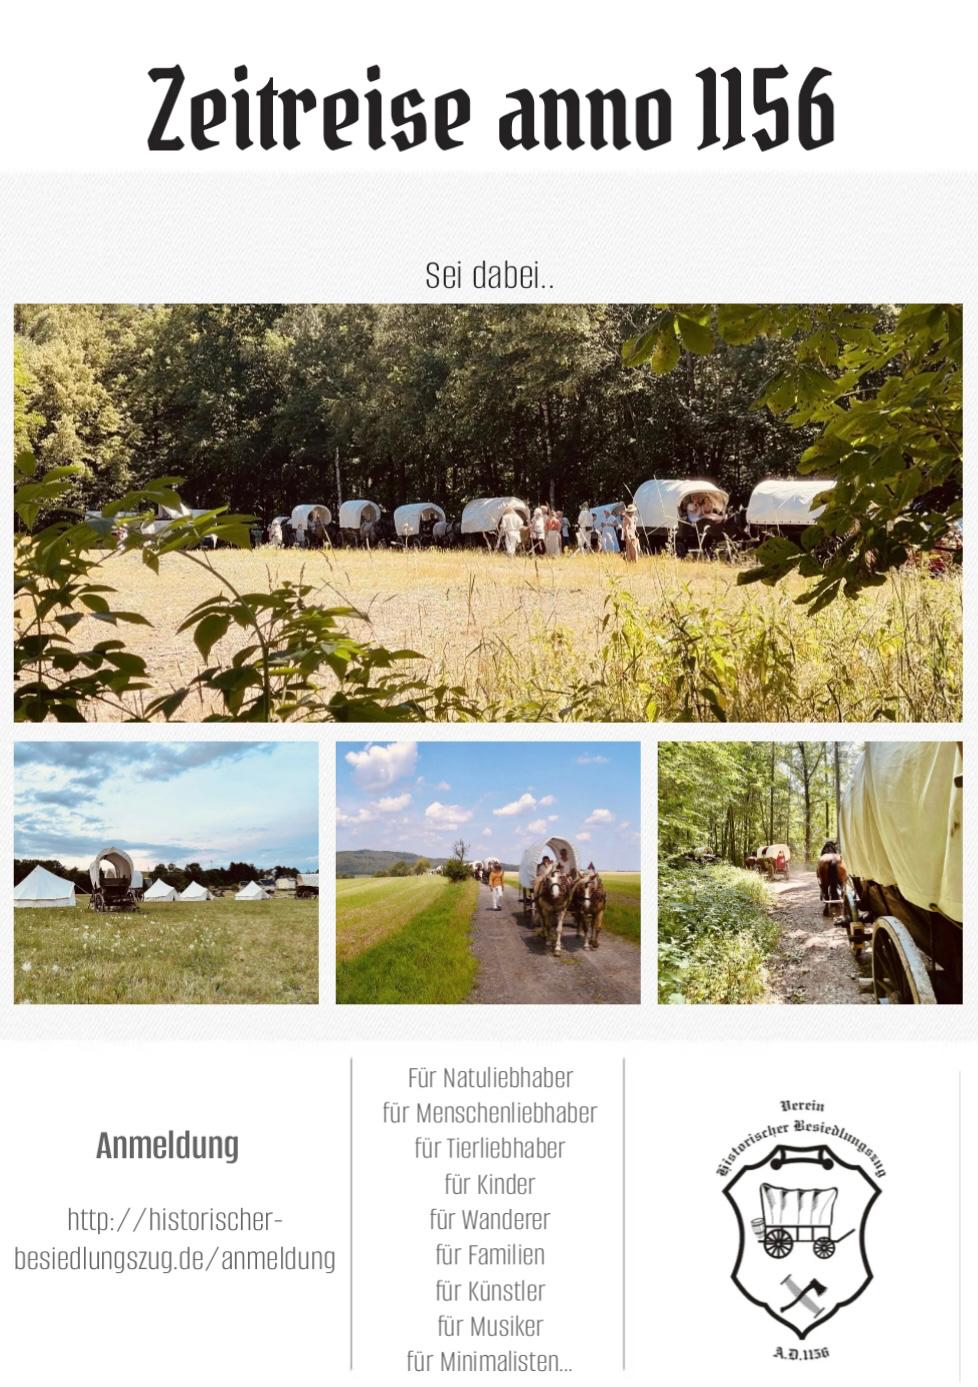 Zeitreise anno 1156
Sei dabei..
Anmeldung
http://historischer-
besiedlungszug.de/anmeldung
Für Natuliebhaber
für Menschenliebhaber
für Tierliebhaber
für Kinder
für Wanderer
für Familien
für Künstler
für Musiker
für Minimalisten...
Verein
Historischer Besiedlungszug
A.D.1156